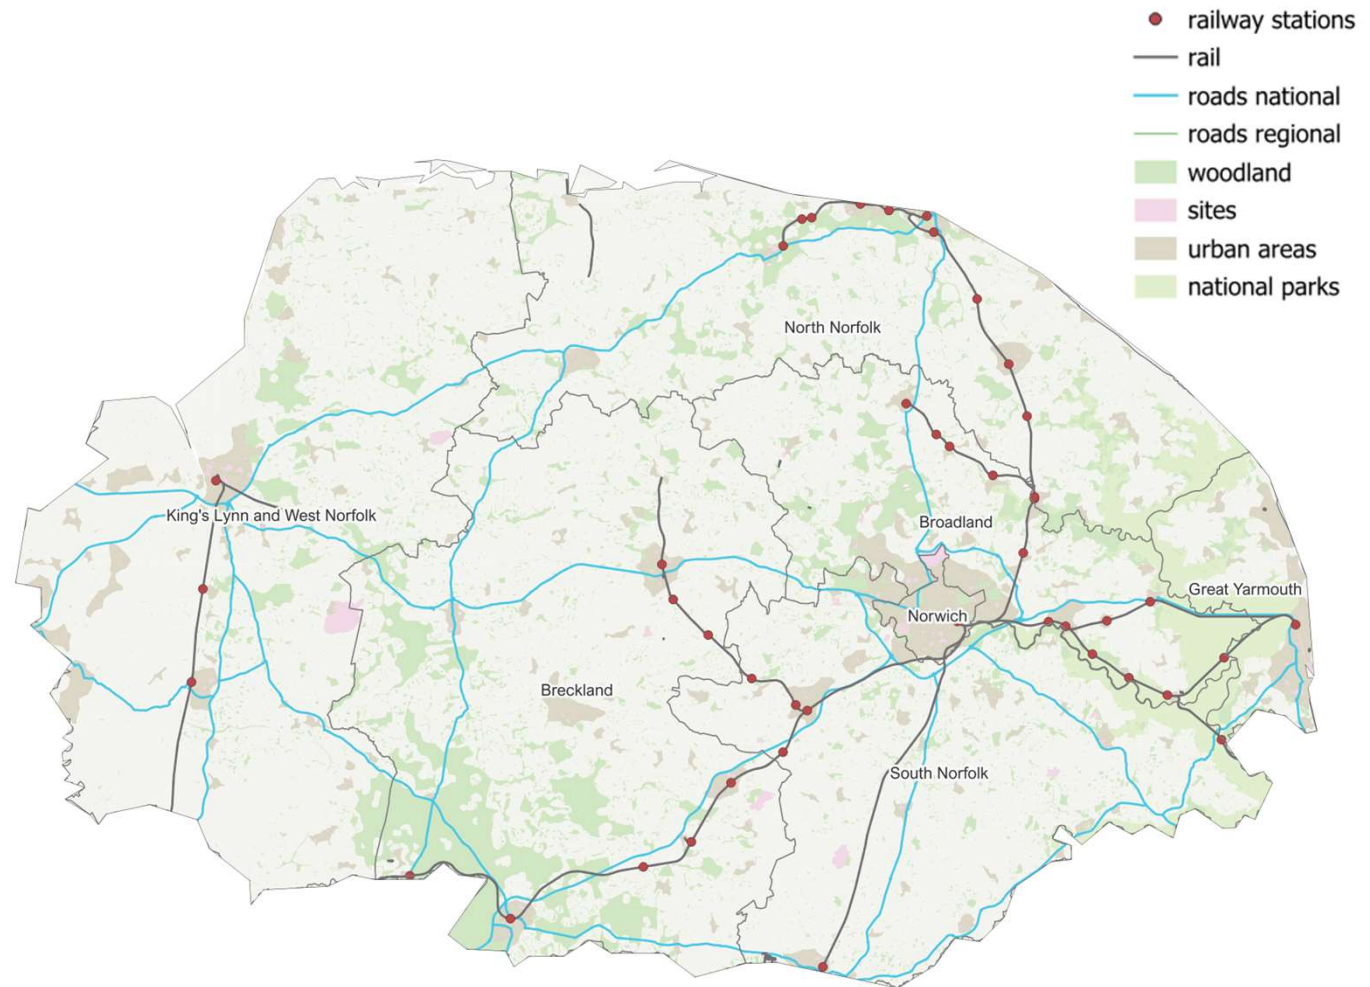 railway stations
rail
roads national
roads regional
woodland
sites
urban areas
national parks
North Norfolk
King's Lynn and West Norfolk
Broadland
Great Yarmouth
Norwich
Breckland
South Norfolk